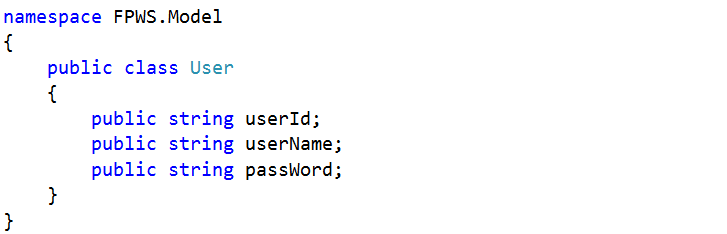 namespace FPWS.Model
{
    public class User
    {
        public string userId;
        public string userName;
        public string passWord;
    }
}